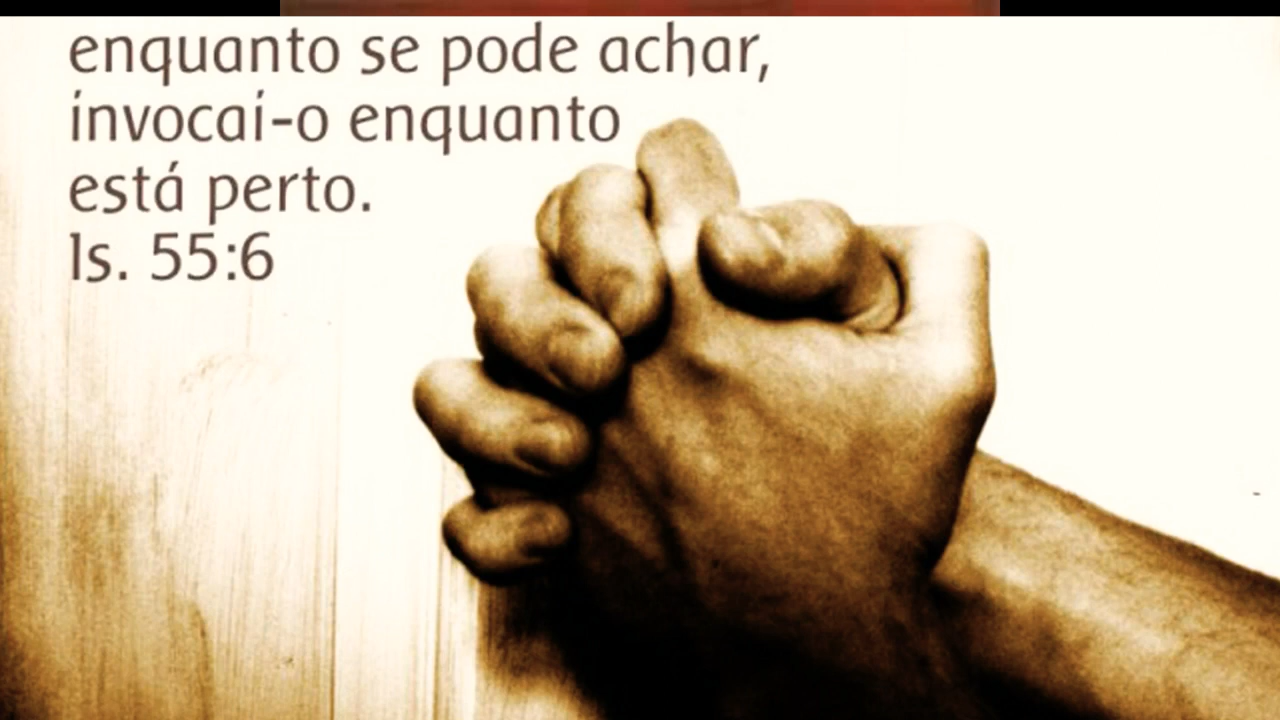 enquanto se pode achar,
invocai-o enquanto
está perto.
Is. 55:6